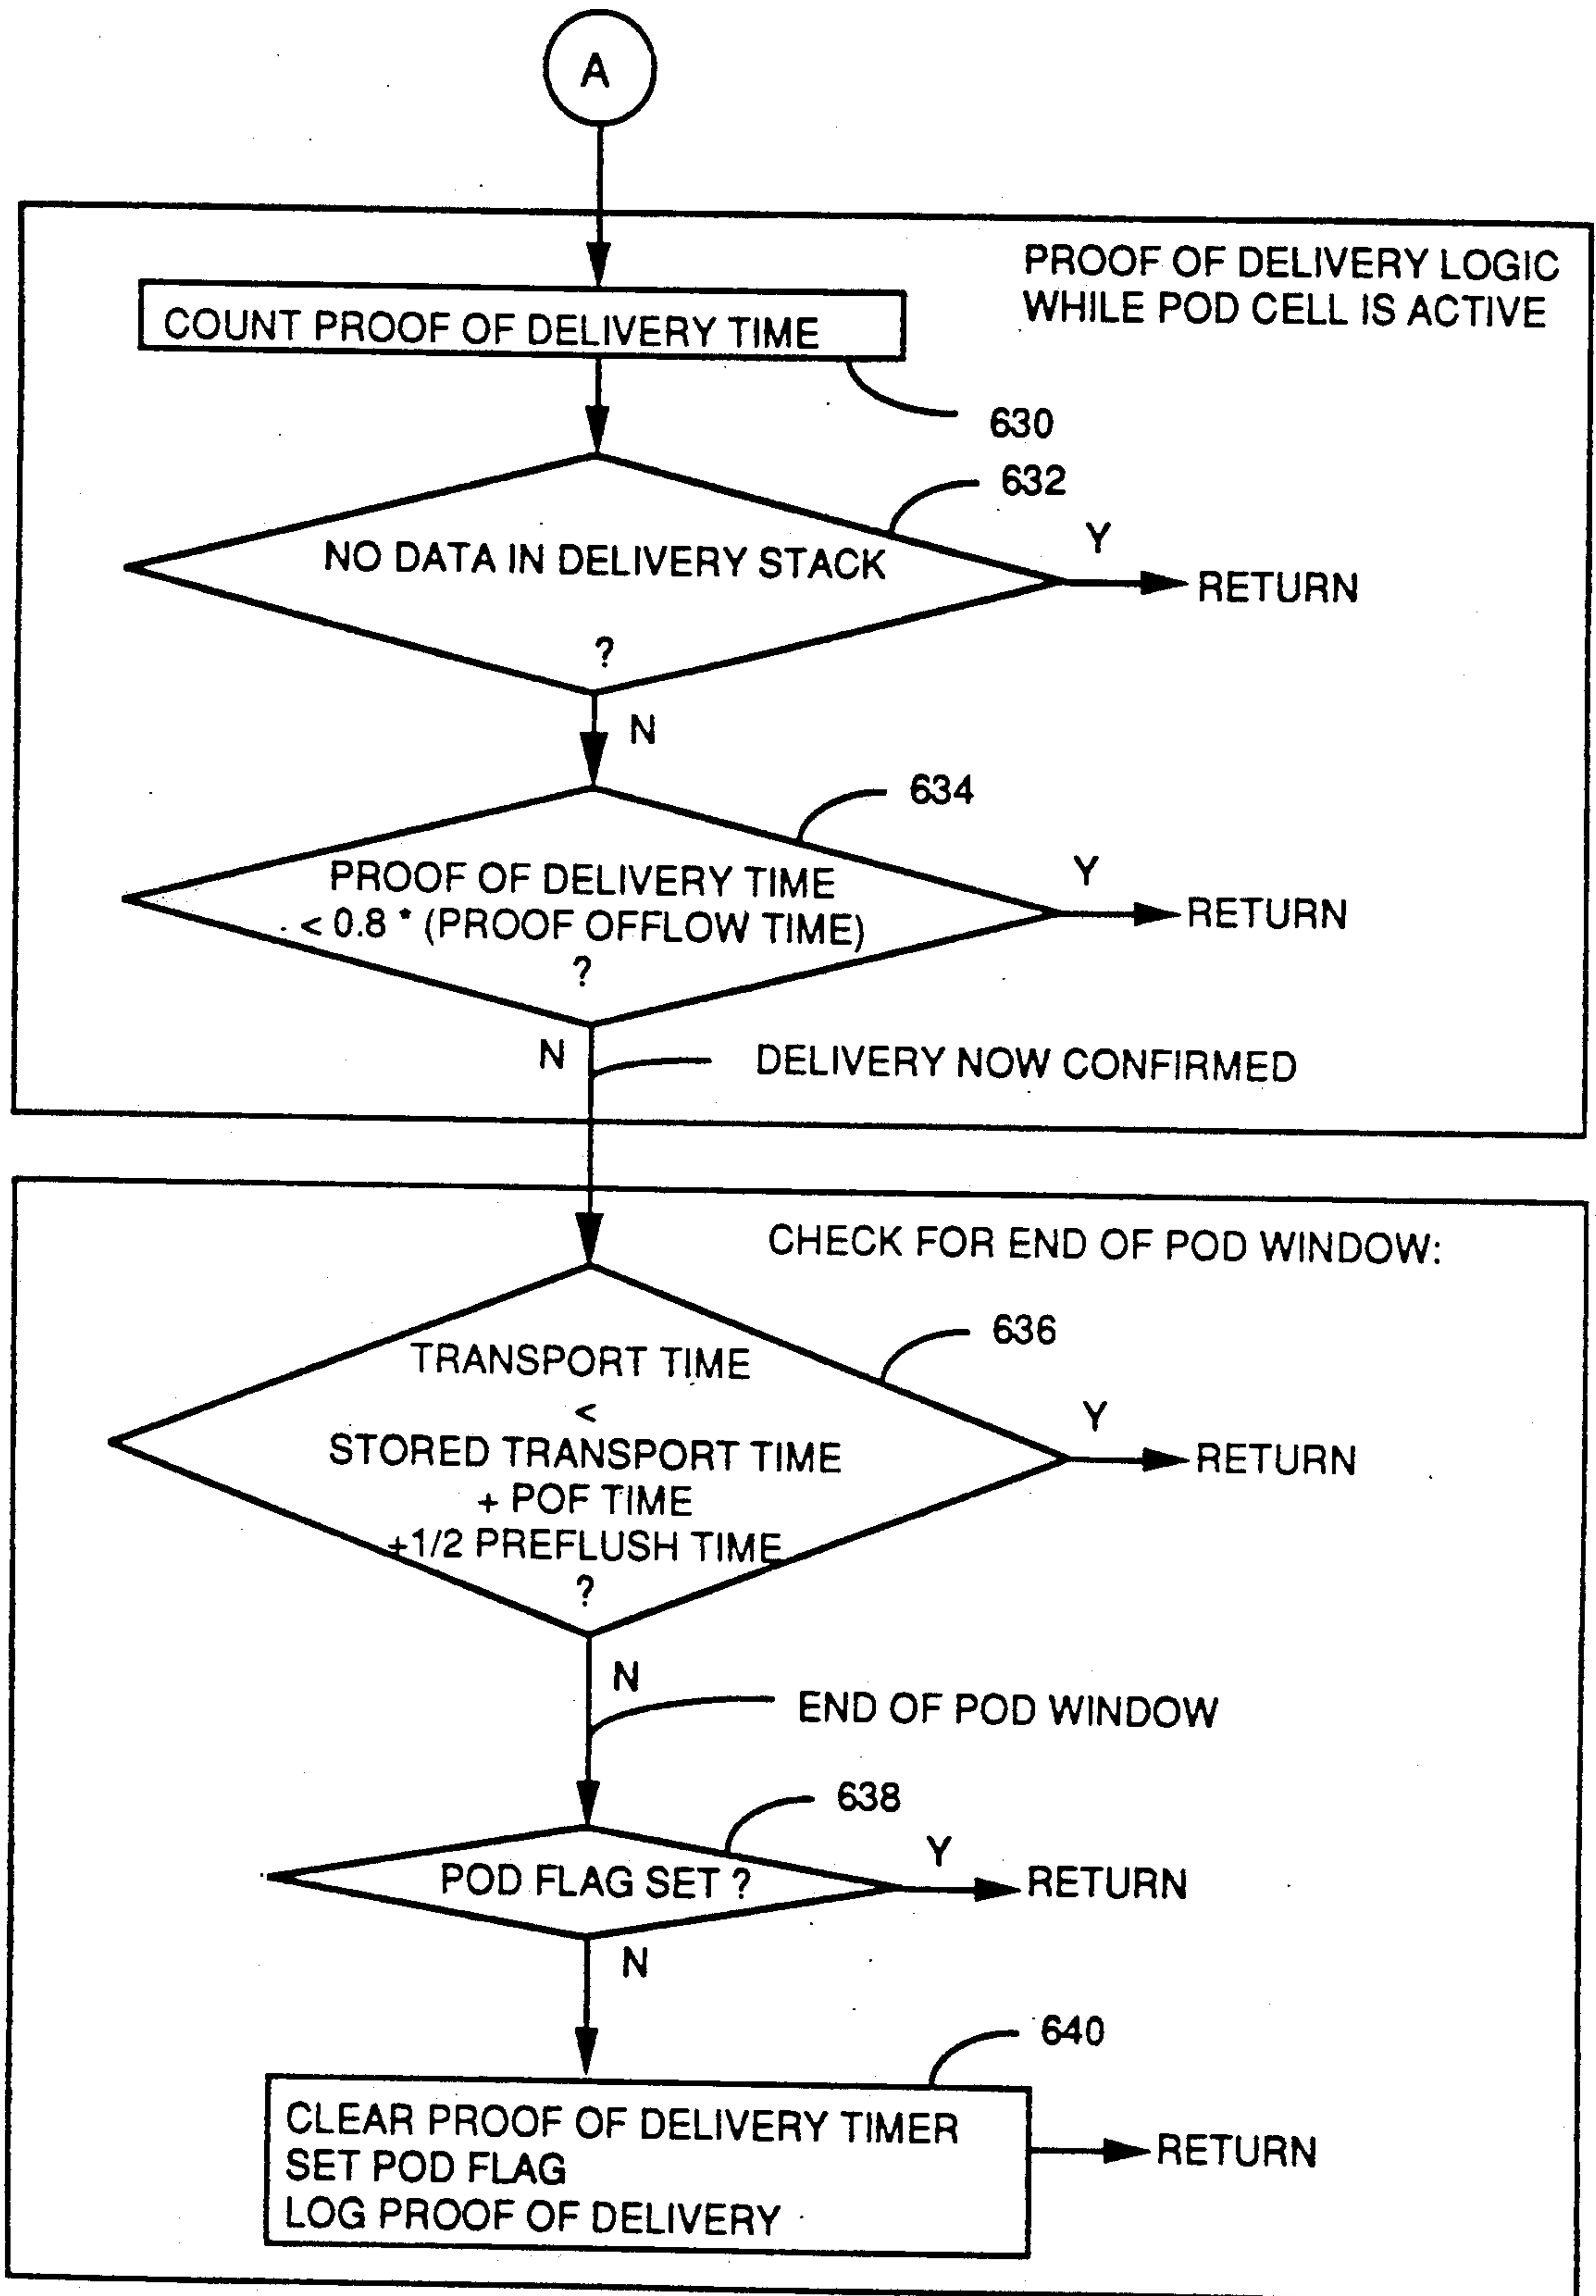 A
PROOF OF DELIVERY LOGIC
WHILE POD CELL IS ACTIVE
COUNT PROOF OF DELIVERY TIME
630
632
NO DATA IN DELIVERY STACK
?
Y
RETURN
N
634
PROOF OF DELIVERY TIME
< 0.8 * (PROOF OFFLOW TIME)
?
Y
RETURN
N
DELIVERY NOW CONFIRMED
CHECK FOR END OF POD WINDOW:
636
TRANSPORT TIME
<
STORED TRANSPORT TIME
+ POF TIME
+1/2 PREFLUSH TIME
?
Y
RETURN
N
END OF POD WINDOW
638
POD FLAG SET ?
Y
RETURN
N
640
CLEAR PROOF OF DELIVERY TIMER
SET POD FLAG
LOG PROOF OF DELIVERY
RETURN